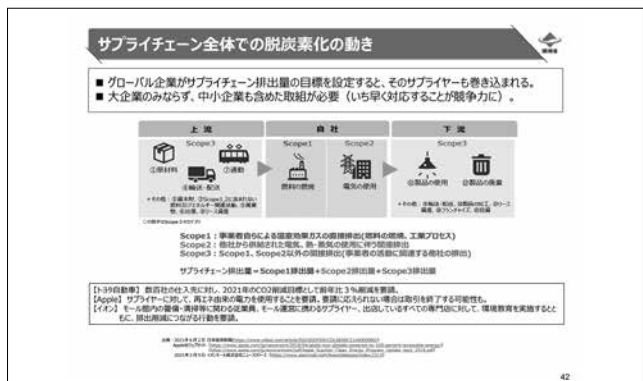 サプライチェーン全体での脱炭素化の動き
環境省
■ グローバル企業がサプライチェーン排出量の目標を設定すると、そのサプライヤーも巻き込まれる。
■ 大企業のみならず、中小企業も含めた取組が必要（いち早く対応することが競争力に）。
上流 自社 下流
Scope3 Scope1 Scope2 Scope3
①原材料 ⑦通勤
④輸送・配送
燃料の燃焼 電気の使用
⑪製品の使用 ⑫製品の廃棄
Scope1：事業者自らによる温室効果ガスの直接排出(燃料の燃焼、工業プロセス)
Scope2：他社から供給された電気、熱・蒸気の使用に伴う間接排出
Scope3：Scope1、Scope2以外の間接排出(事業者の活動に関連する他社の排出)
サプライチェーン排出量＝Scope1排出量＋Scope2排出量＋Scope3排出量
【トヨタ自動車】数百社の仕入先に対し、2021年のCO2削減目標として前年比３％削減を要請。
【Apple】サプライヤーに対して、再エネ由来の電力を使用することを要請。要請に応えられない場合は取引を終了する可能性も。
【イオン】モール館内の警備・清掃等に関わる従業員、モール運営に携わるサプライヤー、出店しているすべての専門店に対して、環境教育を実施するとと
もに、排出削減につながる行動を要請。
42